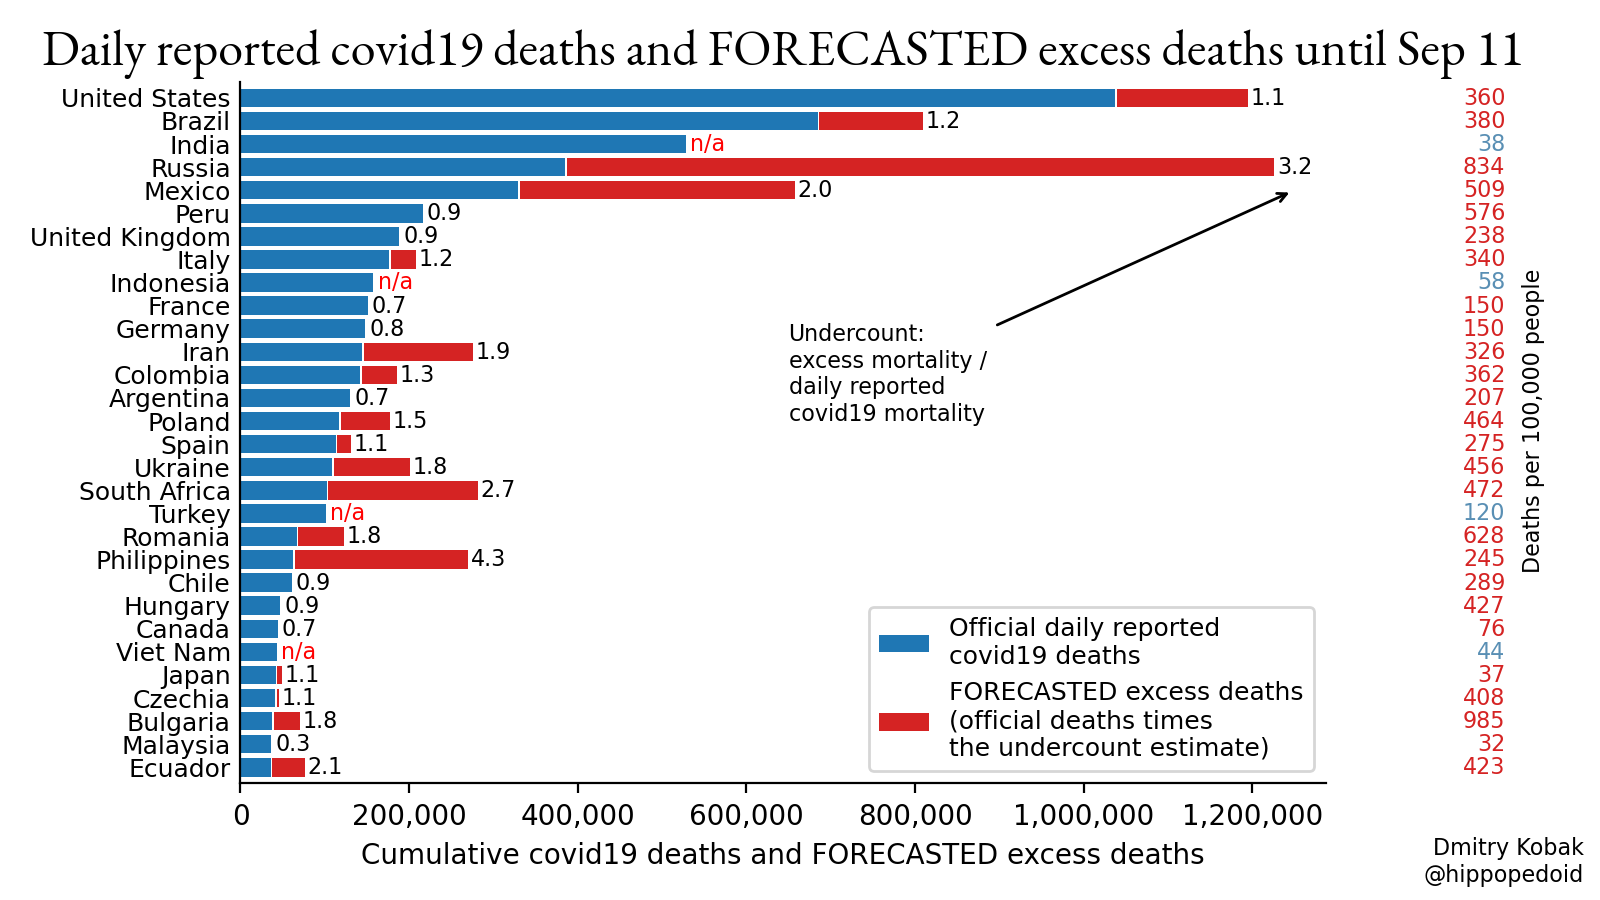 Daily reported covid19 deaths and FORECASTED excess deaths until Sep 11
United States 1.1 360
Brazil 1.2 380
India n/a 38
Russia 3.2 834
Mexico 2.0 509
Peru 0.9 576
United Kingdom 0.9 238
Italy 1.2 340
Indonesia n/a 58
France 0.7 150
Germany 0.8 150
Iran 1.9 326
Colombia 1.3 362
Argentina 0.7 207
Poland 1.5 464
Spain 1.1 275
Ukraine 1.8 456
South Africa 2.7 472
Turkey n/a 120
Romania 1.8 628
Philippines 4.3 245
Chile 0.9 289
Hungary 0.9 427
Canada 0.7 76
Viet Nam n/a 44
Japan 1.1 37
Czechia 1.1 408
Bulgaria 1.8 985
Malaysia 0.3 32
Ecuador 2.1 423
Undercount:
excess mortality /
daily reported
covid19 mortality
Deaths per 100,000 people
Official daily reported
covid19 deaths
FORECASTED excess deaths
(official deaths times
the undercount estimate)
0 200,000 400,000 600,000 800,000 1,000,000 1,200,000
Cumulative covid19 deaths and FORECASTED excess deaths
Dmitry Kobak
@hippopedoid